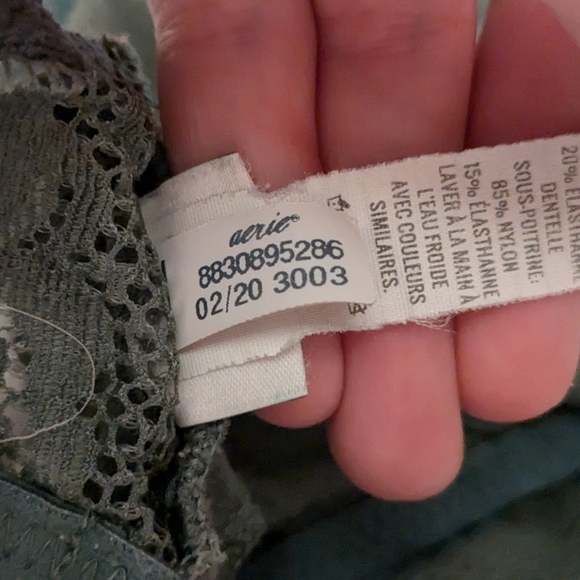 aerie®
8830895286
02/20 3003
20% ÉLASTHANNE
DENTELLE
SOUS-POITRINE:
85% NYLON
15% ÉLASTHANNE
LAVER À LA MAIN À
L'EAU FROIDE
AVEC COULEURS
SIMILAIRES.